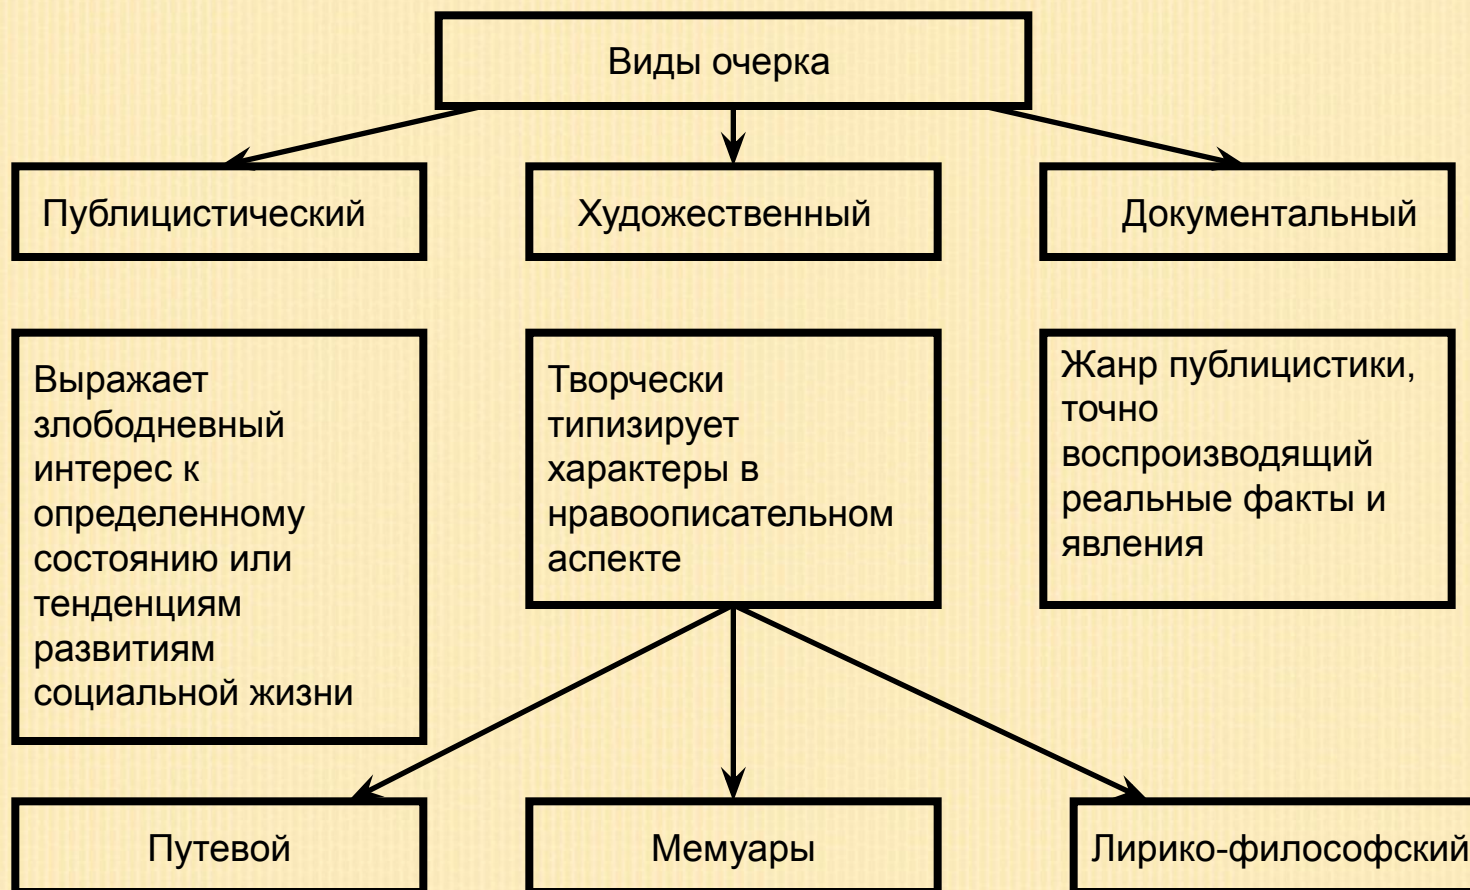 Виды очерка
Публицистический
Художественный
Документальный
Выражает
злободневный
интерес к
определенному
состоянию или
тенденциям
развитиям
социальной жизни
Творчески
типизирует
характеры в
нравоописательном
аспекте
Жанр публицистики,
точно
воспроизводящий
реальные факты и
явления
Путевой
Мемуары
Лирико-философский